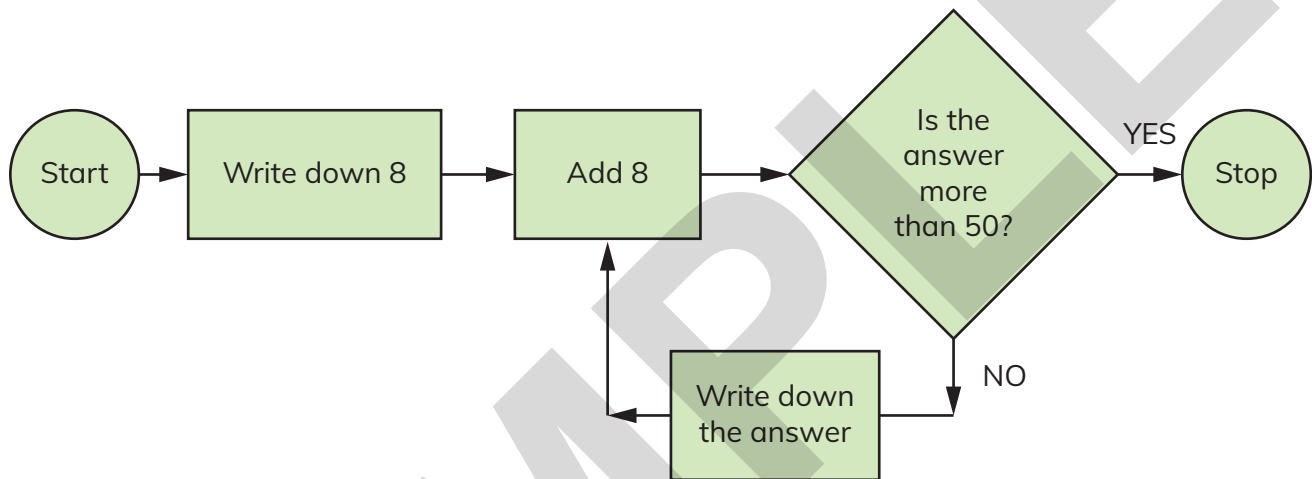 Start
Write down 8
Add 8
Is the
answer
more
than 50?
YES
Stop
NO
Write down
the answer